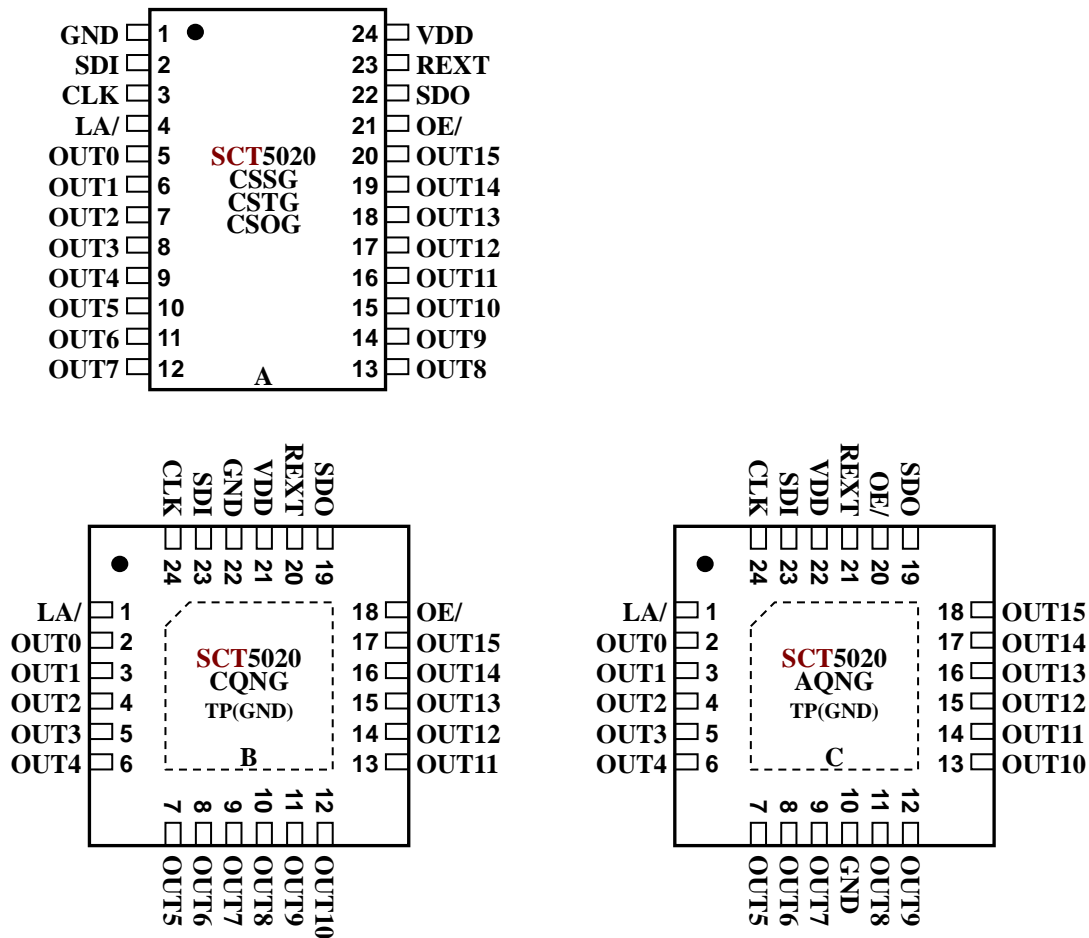 GND 1 24 VDD
SDI 2 23 REXT
CLK 3 22 SDO
LA/ 4 21 OE/
OUT0 5 SCT5020 20 OUT15
OUT1 6 CSSG 19 OUT14
CSTG
OUT2 7 CSOG 18 OUT13
OUT3 8 17 OUT12
OUT4 9 16 OUT11
OUT5 10 15 OUT10
OUT6 11 14 OUT9
OUT7 12 13 OUT8
A
CLK SDI GND VDD REXT SDO
24 23 22 21 20 19
LA/ 1 18 OE/
OUT0 2 17 OUT15
OUT1 3 SCT5020 16 OUT14
CQNG
OUT2 4 TP(GND) 15 OUT13
OUT3 5 14 OUT12
OUT4 6 B 13 OUT11
7 8 9 10 11 12
OUT5 OUT6 OUT7 OUT8 OUT9 OUT10
CLK SDI VDD REXT OE/ SDO
24 23 22 21 20 19
LA/ 1 18 OUT15
OUT0 2 17 OUT14
OUT1 3 SCT5020 16 OUT13
AQNG
OUT2 4 TP(GND) 15 OUT12
OUT3 5 14 OUT11
OUT4 6 C 13 OUT10
7 8 9 10 11 12
OUT5 OUT6 OUT7 GND OUT8 OUT9